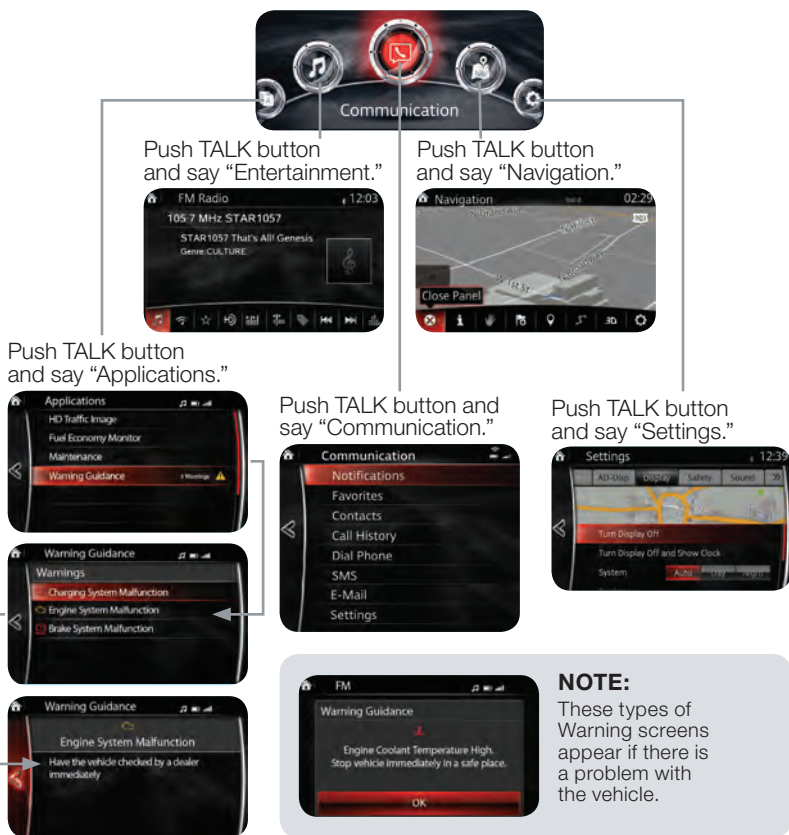 Communication
Push TALK button
and say “Entertainment.”
Push TALK button
and say “Navigation.”
FM Radio
12:03
105.7 MHz STAR1057
STAR1057 That's All! Genesis
Genre:CULTURE
Navigation
02:29
N Grand Ave
101
W 1st St
N Broadway
Close Panel
3D
Push TALK button
and say “Applications.”
Applications
HD Traffic Image
Fuel Economy Monitor
Maintenance
Warning Guidance
3 Warnings
Push TALK button and
say “Communication.”
Communication
Notifications
Favorites
Contacts
Call History
Dial Phone
SMS
E-Mail
Settings
Push TALK button
and say “Settings.”
Settings
12:39
AD-Disp Display Safety Sound
Turn Display Off
Turn Display Off and Show Clock
System Auto Day Night
Warning Guidance
Warnings
Charging System Malfunction
Engine System Malfunction
Brake System Malfunction
Warning Guidance
Engine System Malfunction
Have the vehicle checked by a dealer
immediately
FM
Warning Guidance
Engine Coolant Temperature High.
Stop vehicle immediately in a safe place.
OK
NOTE:
These types of
Warning screens
appear if there is
a problem with
the vehicle.